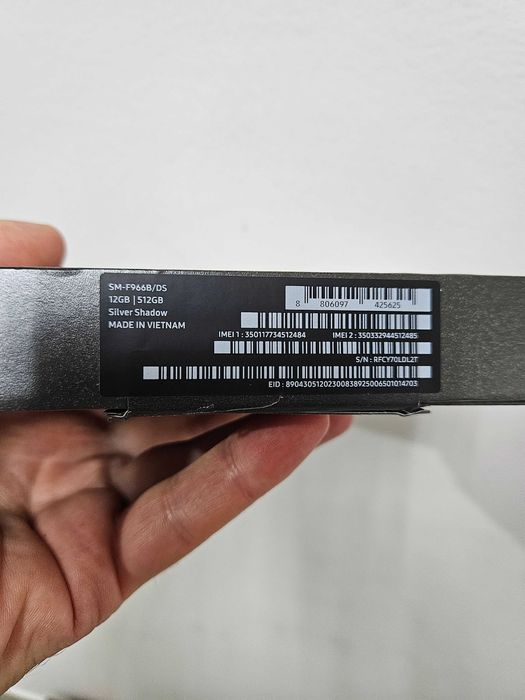 SM-F966B/DS
12GB | 512GB
Silver Shadow
MADE IN VIETNAM
8 806097 425625
IMEI 1 : 350117734512484 IMEI 2 : 350332944512485
S/N : RFCY70LDL2T
EID : 89043051202300838925006501014203